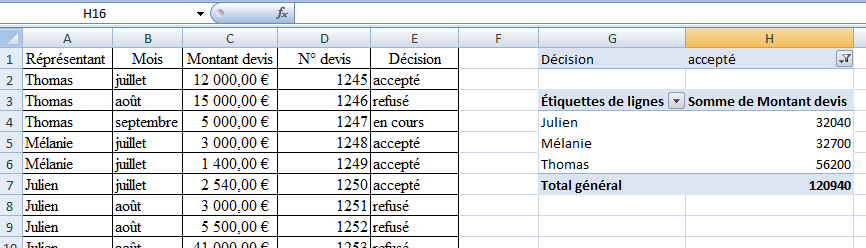 H16 fx
A B C D E F G H
1 Réprésentant Mois Montant devis N° devis Décision Décision accepté
2 Thomas juillet 12 000,00 € 1245 accepté
3 Thomas août 15 000,00 € 1246 refusé Étiquettes de lignes Somme de Montant devis
4 Thomas septembre 5 000,00 € 1247 en cours Julien 32040
5 Mélanie juillet 3 000,00 € 1248 accepté Mélanie 32700
6 Mélanie juillet 1 400,00 € 1249 accepté Thomas 56200
7 Julien juillet 2 540,00 € 1250 accepté Total général 120940
8 Julien août 3 000,00 € 1251 refusé
9 Julien août 5 500,00 € 1252 refusé
10 Julien août 41 000,00 € 1253 refusé